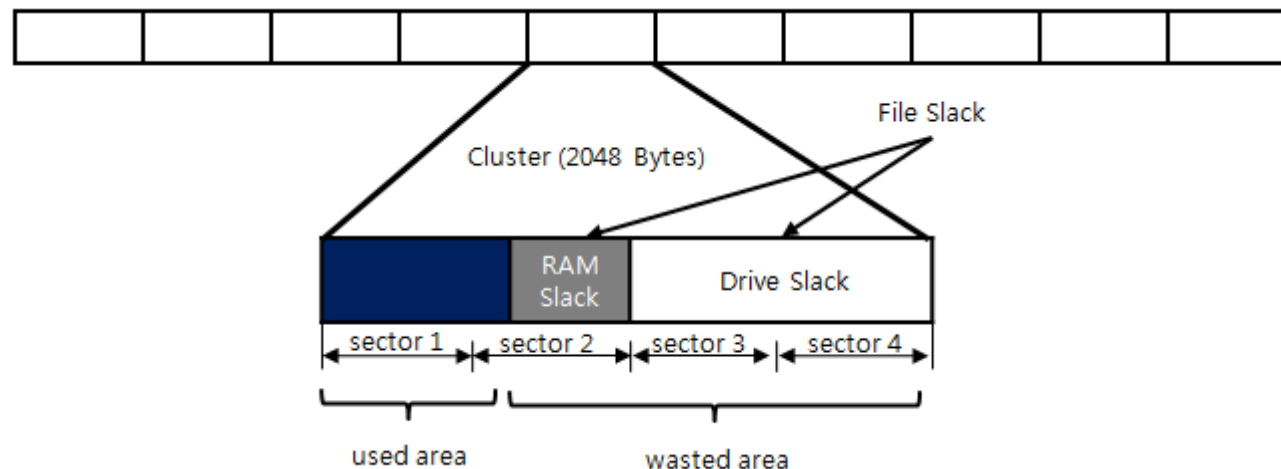 File Slack
Cluster (2048 Bytes)
RAM
Slack
Drive Slack
sector 1
sector 2
sector 3
sector 4
used area
wasted area